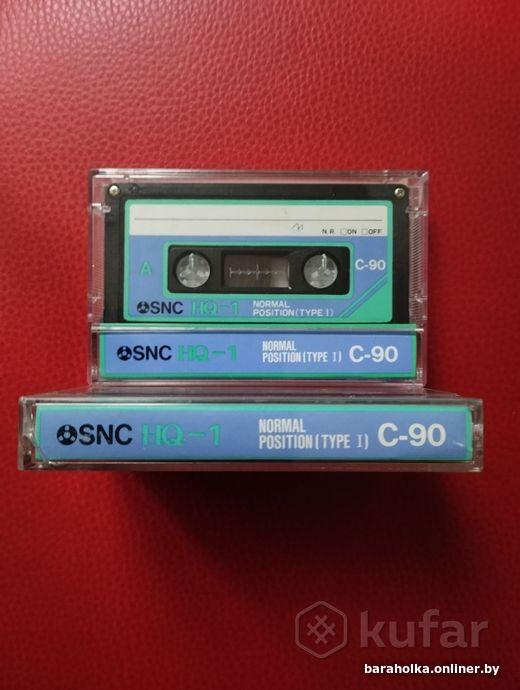 N.R. □ON □OFF
A
C-90
SNC HQ-1 NORMAL
POSITION(TYPE I)
SNC HQ-1 NORMAL
POSITION(TYPE I) C-90
SNC HQ-1 NORMAL
POSITION(TYPE I) C-90
kufar
baraholka.onliner.by